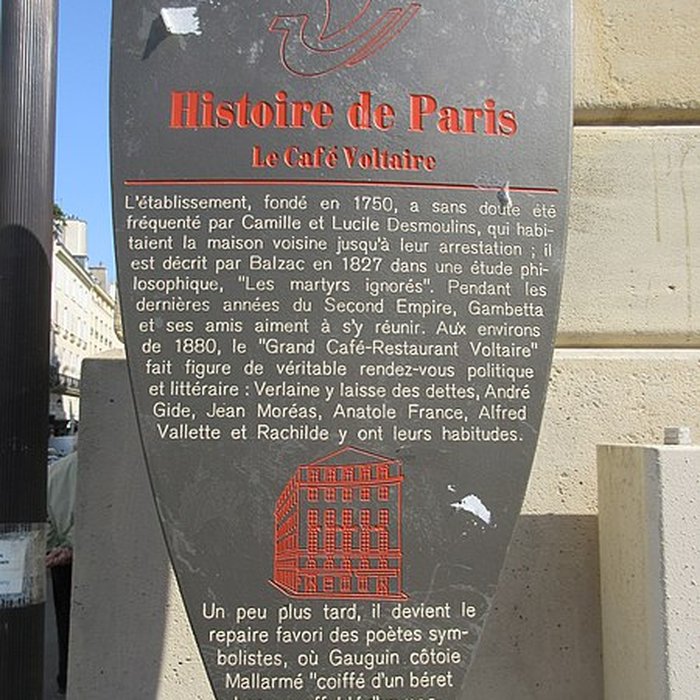 Histoire de Paris
Le Café Voltaire
L'établissement, fondé en 1750, a sans doute été
fréquenté par Camille et Lucile Desmoulins, qui habi-
taient la maison voisine jusqu'à leur arrestation ; il
est décrit par Balzac en 1827 dans une étude phi-
losophique, "Les martyrs ignorés". Pendant les
dernières années du Second Empire, Gambetta
et ses amis aiment à s'y réunir. Aux environs
de 1880, le "Grand Café-Restaurant Voltaire"
fait figure de véritable rendez-vous politique
et littéraire : Verlaine y laisse des dettes, André
Gide, Jean Moréas, Anatole France, Alfred
Vallette et Rachilde y ont leurs habitudes.
Un peu plus tard, il devient le
repaire favori des poètes sym-
bolistes, où Gauguin côtoie
Mallarmé "coiffé d'un béret